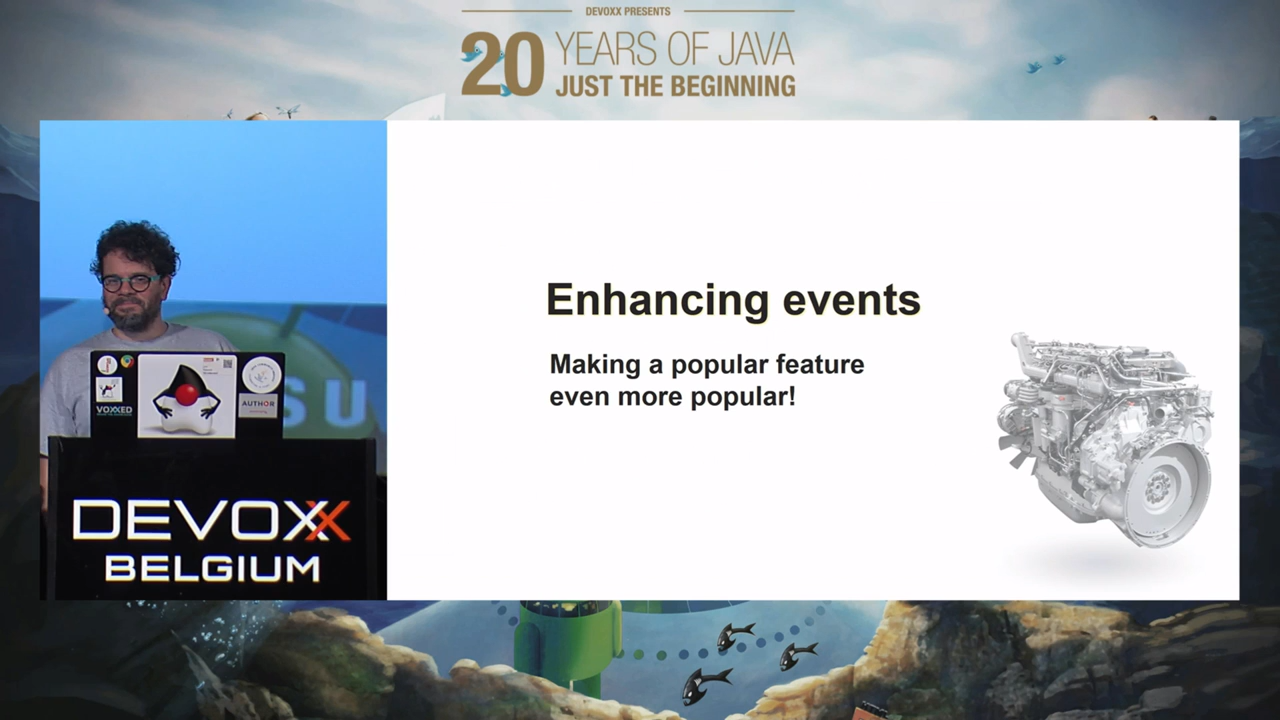 DEVOXX PRESENTS
20 YEARS OF JAVA
JUST THE BEGINNING
Enhancing events
Making a popular feature
even more popular!
VOXXED
AUTHOR
SU
DEVOXX
BELGIUM